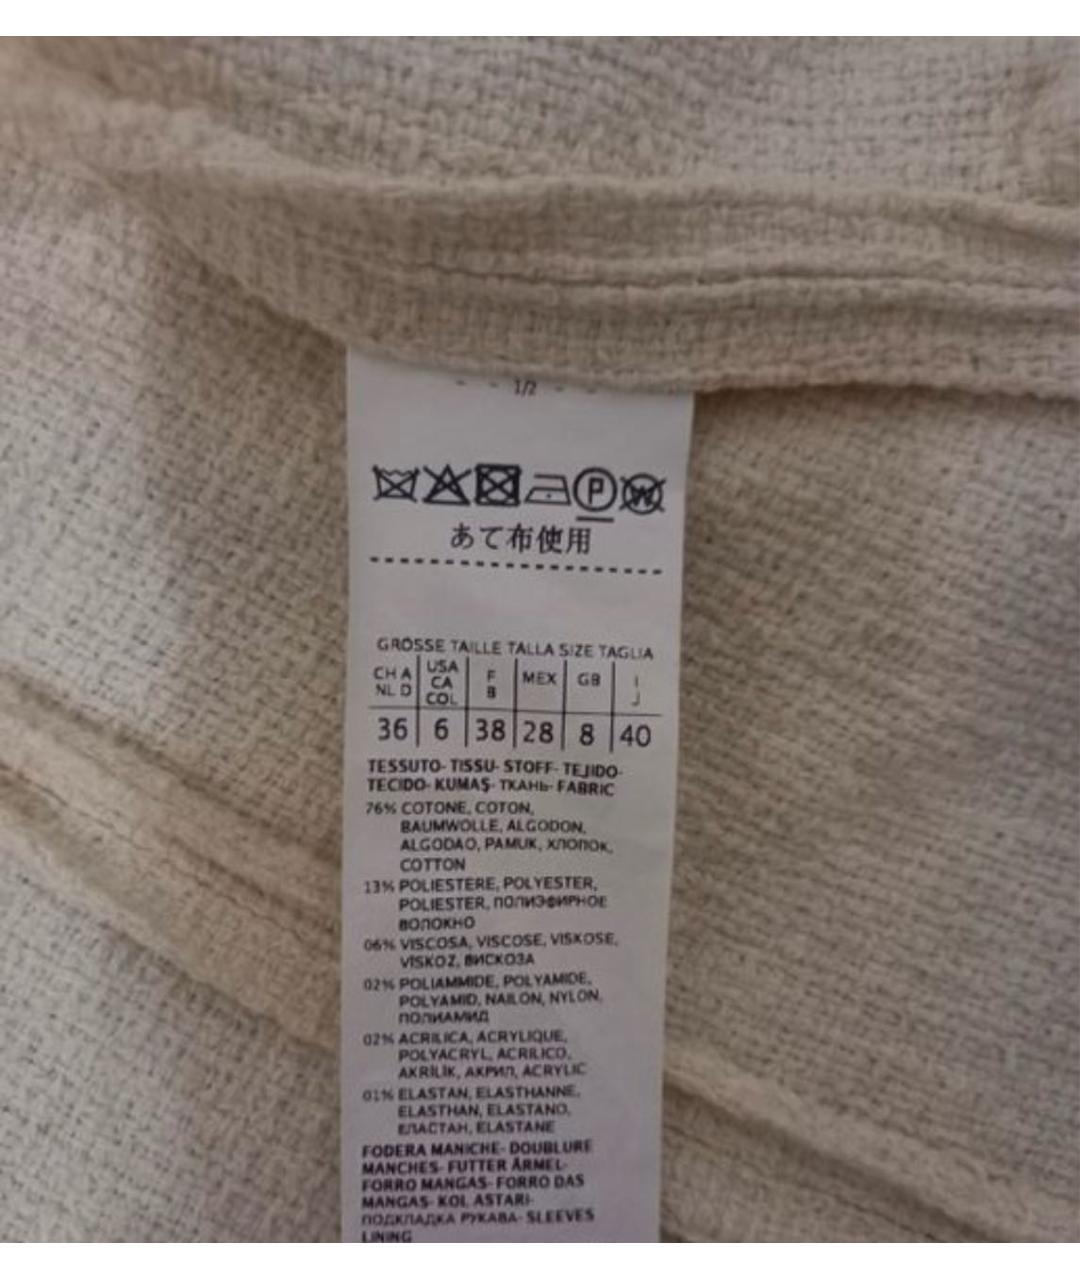 1/2
P W
あて布使用
GRÖSSE TAILLE TALLA SIZE TAGLIA
CH A NL D USA CA COL F B MEX GB I J
36 6 38 28 8 40
TESSUTO- TISSU- STOFF- TEJIDO-
TECIDO- KUMAŞ- ТКАНЬ- FABRIC
76% COTONE, COTON,
BAUMWOLLE, ALGODON,
ALGODAO, PAMUK, ХЛОПОК,
COTTON
13% POLIESTERE, POLYESTER,
POLIESTER, ПОЛИЭФИРНОЕ
ВОЛОКНО
06% VISCOSA, VISCOSE, VISKOSE,
VİSKOZ, ВИСКОЗА
02% POLIAMMIDE, POLYAMIDE,
POLYAMID, NAILON, NYLON,
ПОЛИАМИД
02% ACRILICA, ACRYLIQUE,
POLYACRYL, ACRILICO,
AKRİLİK, АКРИЛ, ACRYLIC
01% ELASTAN, ELASTHANNE,
ELASTHAN, ELASTANO,
ЕЛАСТАН, ELASTANE
FODERA MANICHE- DOUBLURE
MANCHES- FUTTER ÄRMEL-
FORRO MANGAS- FORRO DAS
MANGAS- KOL ASTARI-
ПОДКЛАДКА РУКАВА- SLEEVES
LINING